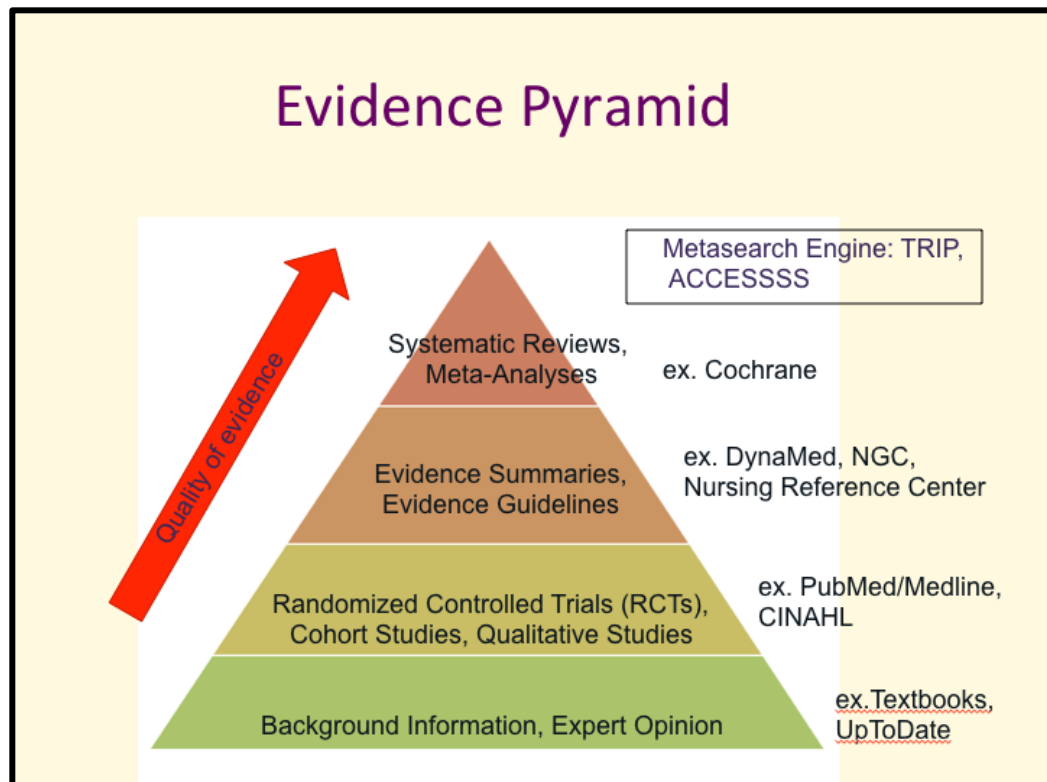 Evidence Pyramid
Metasearch Engine: TRIP,
ACCESSSS
Quality of evidence
Systematic Reviews,
Meta-Analyses
ex. Cochrane
Evidence Summaries,
Evidence Guidelines
ex. DynaMed, NGC,
Nursing Reference Center
Randomized Controlled Trials (RCTs),
Cohort Studies, Qualitative Studies
ex. PubMed/Medline,
CINAHL
Background Information, Expert Opinion
ex.Textbooks,
UpToDate